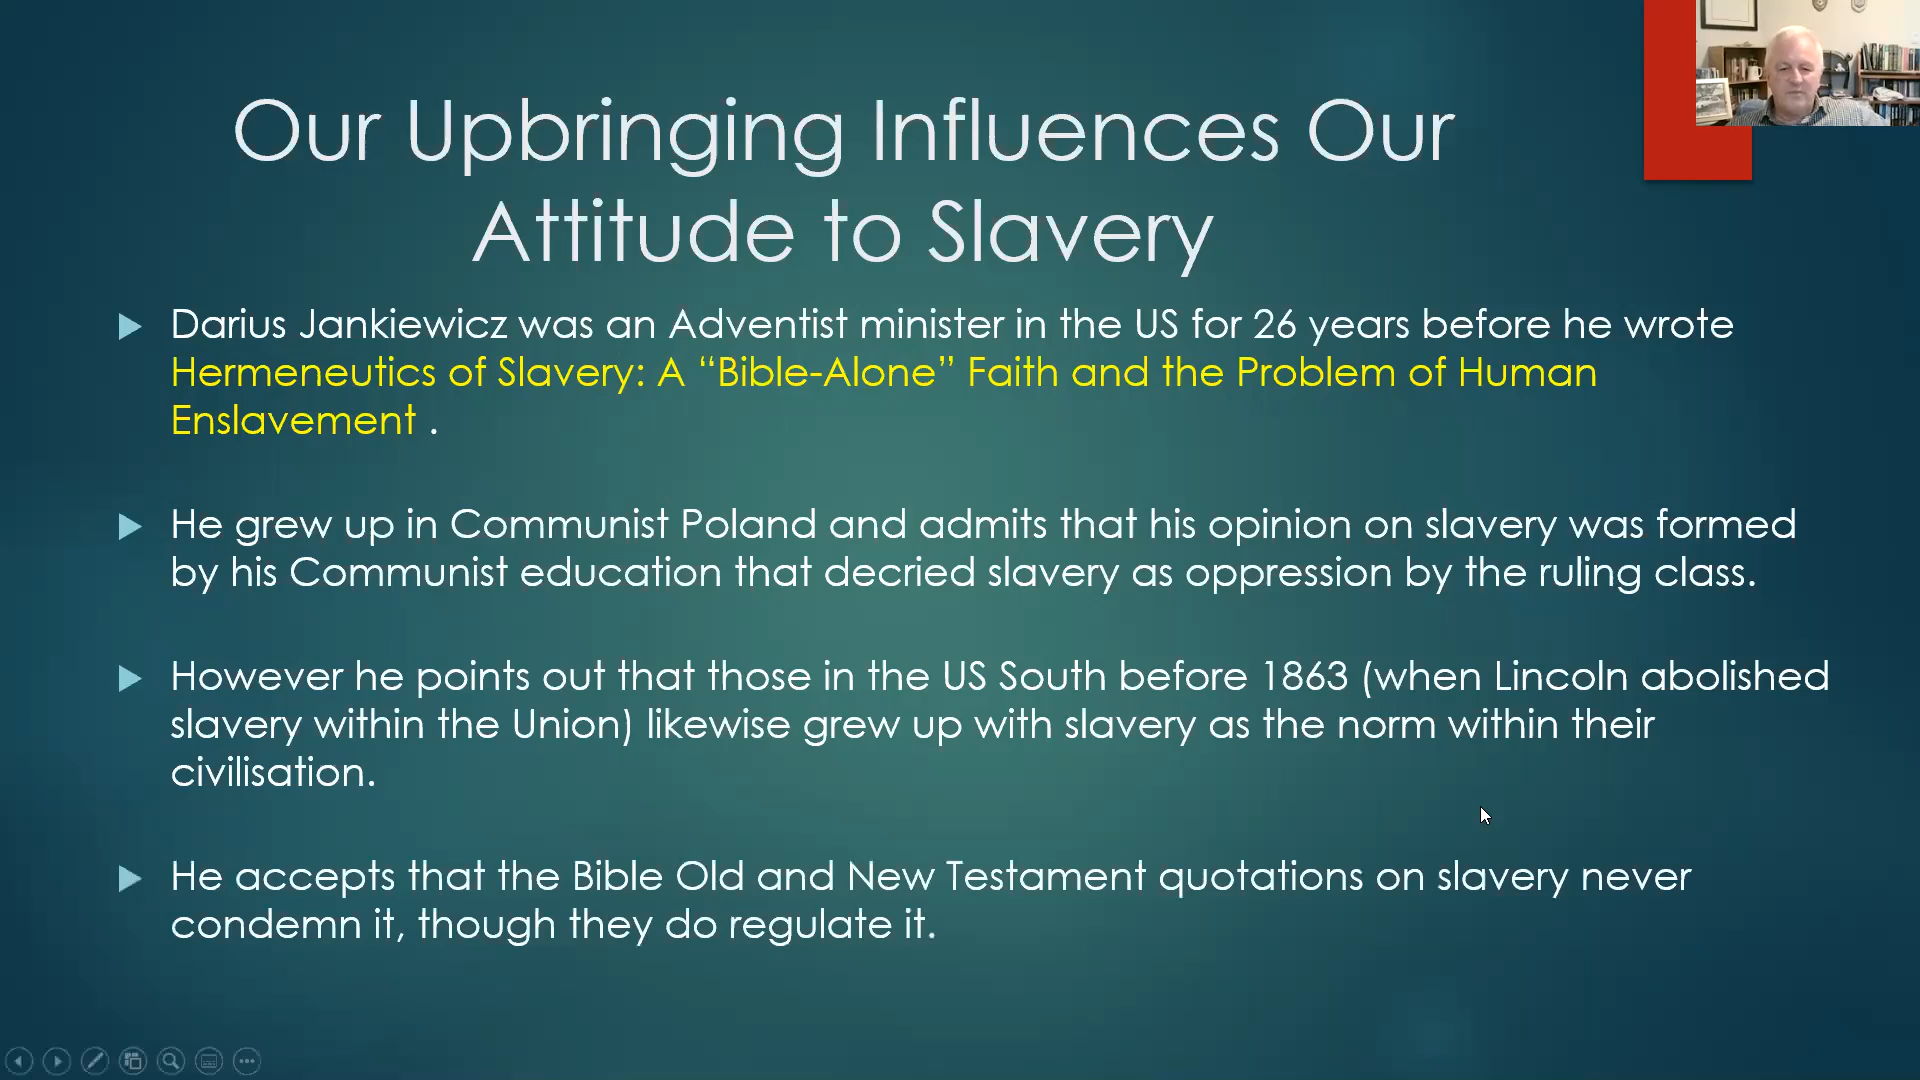 Our Upbringing Influences Our
Attitude to Slavery
Darius Jankiewicz was an Adventist minister in the US for 26 years before he wrote
Hermeneutics of Slavery: A “Bible-Alone” Faith and the Problem of Human
Enslavement .
He grew up in Communist Poland and admits that his opinion on slavery was formed
by his Communist education that decried slavery as oppression by the ruling class.
However he points out that those in the US South before 1863 (when Lincoln abolished
slavery within the Union) likewise grew up with slavery as the norm within their
civilisation.
He accepts that the Bible Old and New Testament quotations on slavery never
condemn it, though they do regulate it.